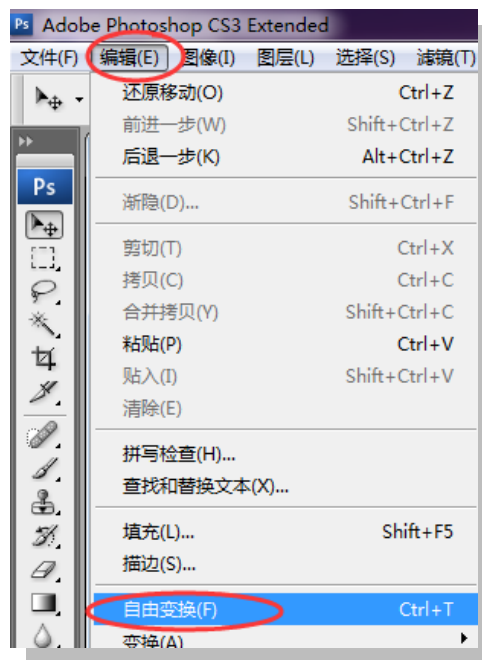 Ps Adobe Photoshop CS3 Extended
文件(F) 编辑(E) 图像(I) 图层(L) 选择(S) 滤镜(T)
还原移动(O) Ctrl+Z
前进一步(W) Shift+Ctrl+Z
后退一步(K) Alt+Ctrl+Z
Ps
渐隐(D)... Shift+Ctrl+F
剪切(T) Ctrl+X
拷贝(C) Ctrl+C
合并拷贝(Y) Shift+Ctrl+C
粘贴(P) Ctrl+V
贴入(I) Shift+Ctrl+V
清除(E)
拼写检查(H)...
查找和替换文本(X)...
填充(L)... Shift+F5
描边(S)...
自由变换(F) Ctrl+T
变换(A)